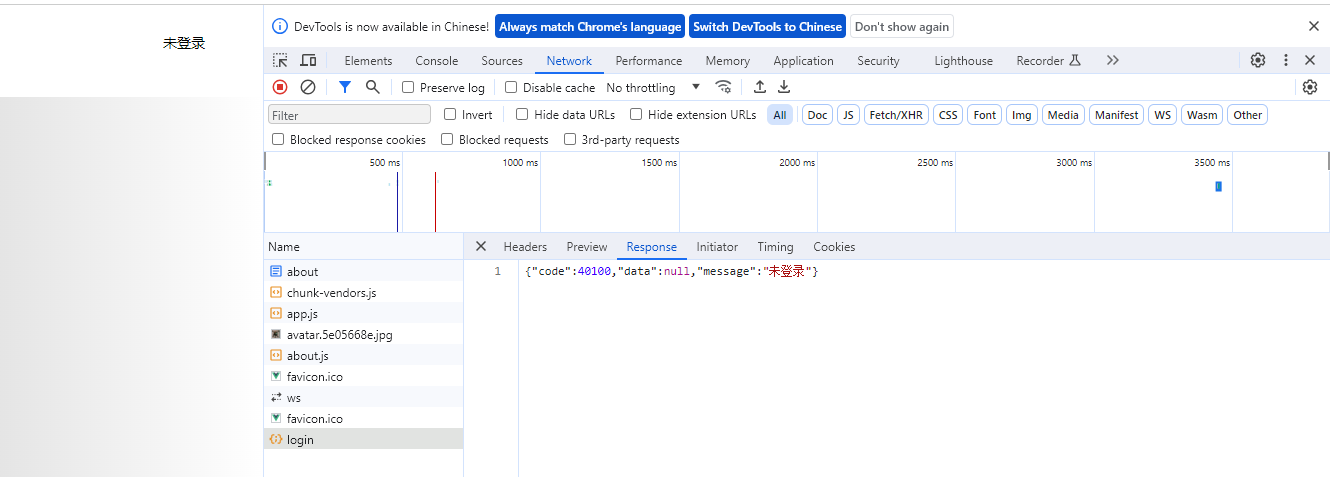 未登录
DevTools is now available in Chinese! Always match Chrome's language Switch DevTools to Chinese Don't show again
Elements Console Sources Network Performance Memory Application Security Lighthouse Recorder
Preserve log Disable cache No throttling
Filter Invert Hide data URLs Hide extension URLs All Doc JS Fetch/XHR CSS Font Img Media Manifest WS Wasm Other
Blocked response cookies Blocked requests 3rd-party requests
500 ms 1000 ms 1500 ms 2000 ms 2500 ms 3000 ms 3500 ms
Name Headers Preview Response Initiator Timing Cookies
about
chunk-vendors.js
app.js
avatar.5e05668e.jpg
about.js
favicon.ico
ws
favicon.ico
login
1 {"code":40100,"data":null,"message":"未登录"}